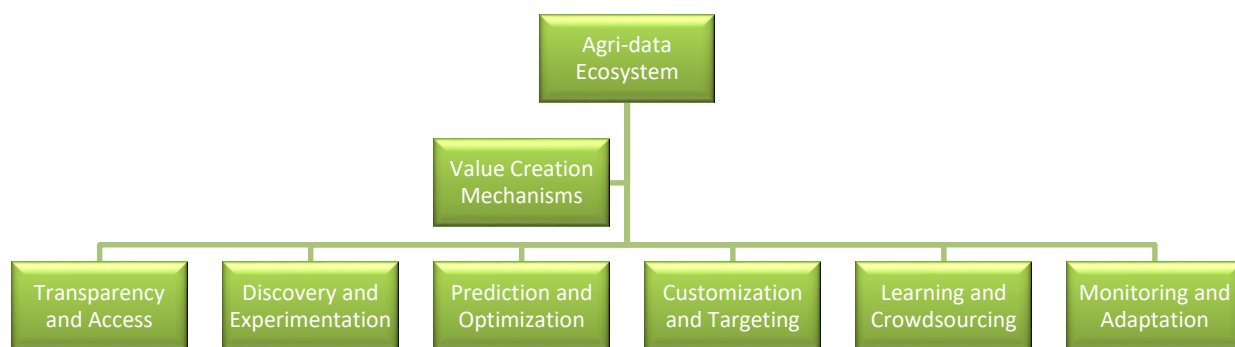 Agri-data
Ecosystem
Value Creation
Mechanisms
Transparency
and Access
Discovery and
Experimentation
Prediction and
Optimization
Customization
and Targeting
Learning and
Crowdsourcing
Monitoring and
Adaptation